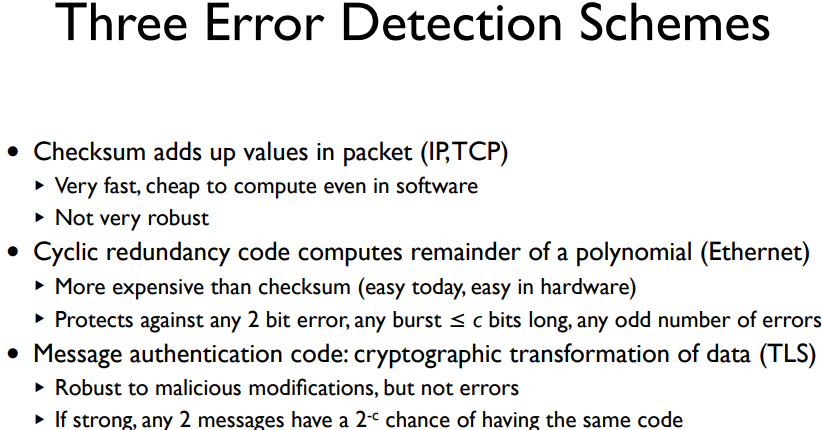 Three Error Detection Schemes
• Checksum adds up values in packet (IP,TCP)
▸ Very fast, cheap to compute even in software
▸ Not very robust
• Cyclic redundancy code computes remainder of a polynomial (Ethernet)
▸ More expensive than checksum (easy today, easy in hardware)
▸ Protects against any 2 bit error, any burst ≤ c bits long, any odd number of errors
• Message authentication code: cryptographic transformation of data (TLS)
▸ Robust to malicious modifications, but not errors
▸ If strong, any 2 messages have a 2⁻ᶜ chance of having the same code